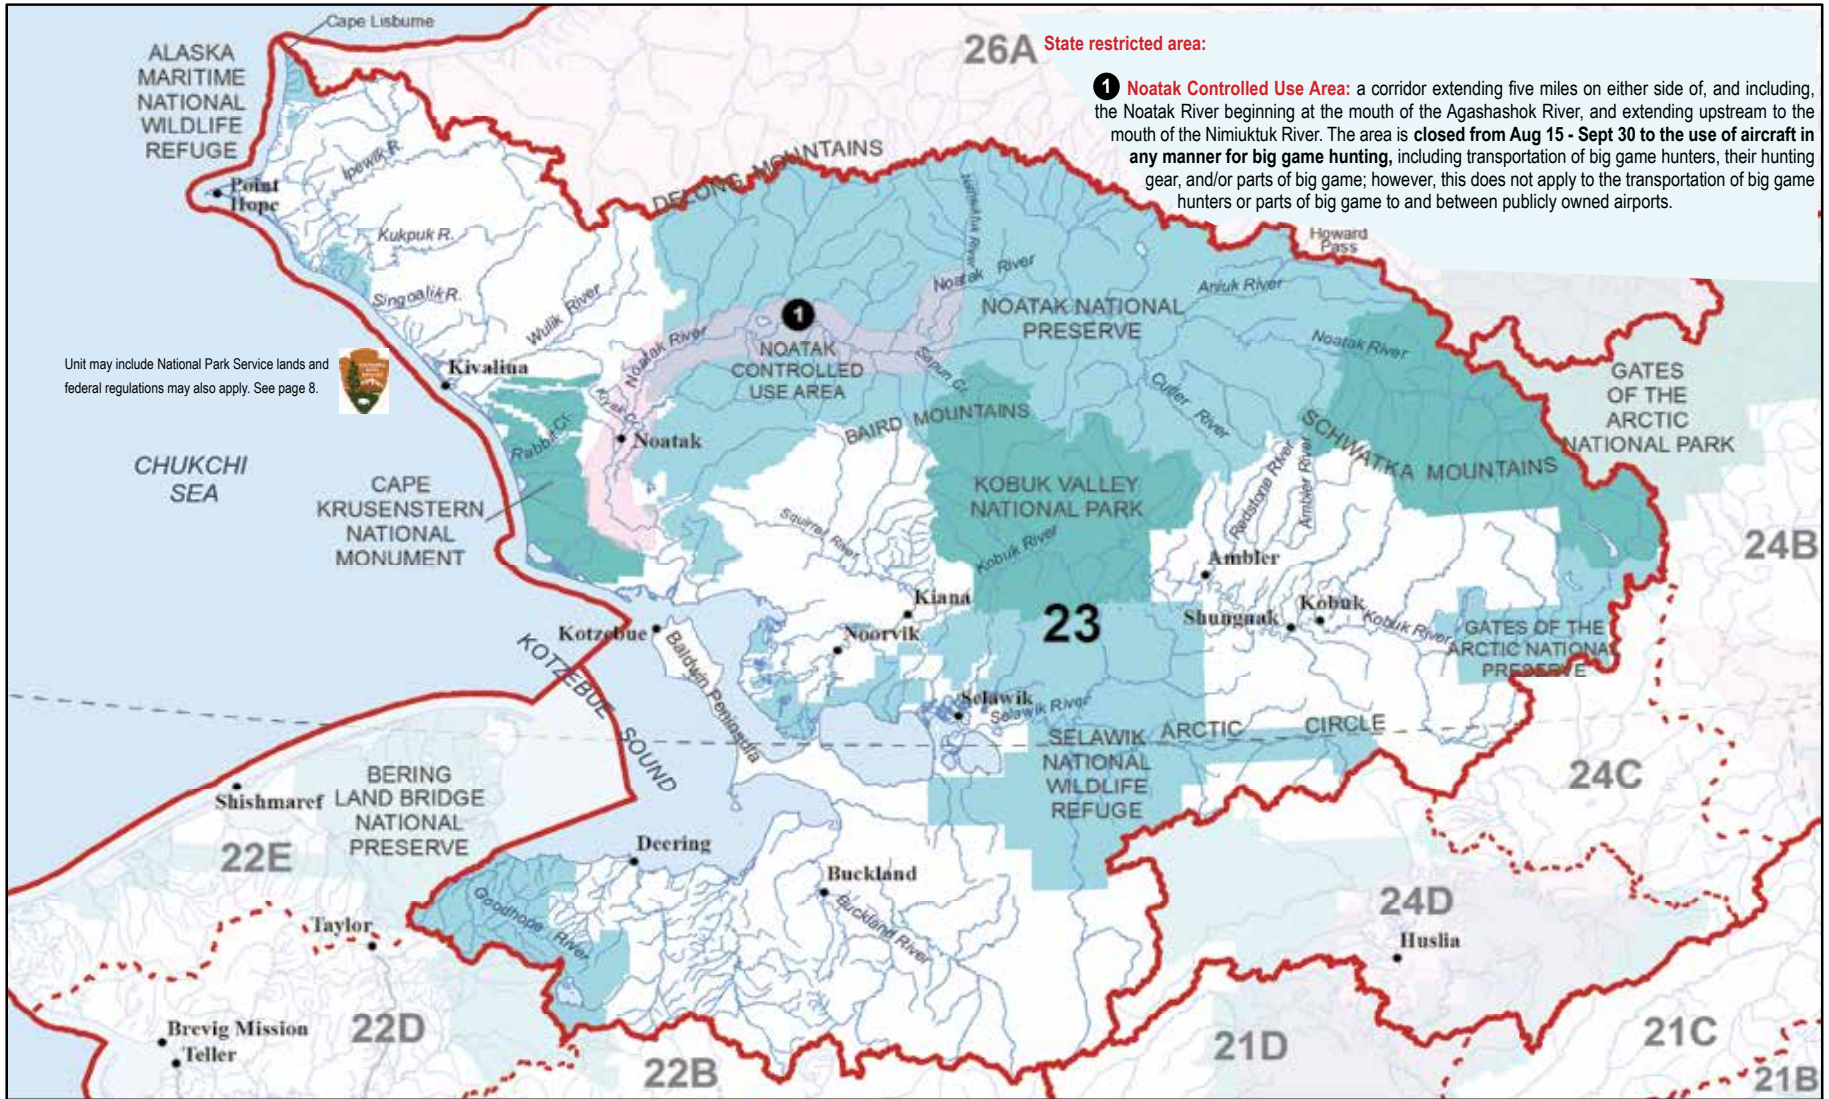 Cape Lisburne
ALASKA
MARITIME
NATIONAL
WILDLIFE
REFUGE
26A
State restricted area:
1 Noatak Controlled Use Area: a corridor extending five miles on either side of, and including,
the Noatak River beginning at the mouth of the Agashashok River, and extending upstream to the
mouth of the Nimiuktuk River. The area is closed from Aug 15 - Sept 30 to the use of aircraft in
any manner for big game hunting, including transportation of big game hunters, their hunting
gear, and/or parts of big game; however, this does not apply to the transportation of big game
hunters or parts of big game to and between publicly owned airports.
Point
Hope
Ipewik R.
DELONG MOUNTAINS
Nimiuktuk River
Howard
Pass
Kukpuk R.
Singoalik R.
Wulik River
Noatak River
Aniuk River
NOATAK NATIONAL
PRESERVE
1
NOATAK
CONTROLLED
USE AREA
Noatak River
Noatak River
Sapun Cr.
Unit may include National Park Service lands and
federal regulations may also apply. See page 8.
Kivalina
Kiyak Cr.
Cutler River
GATES
OF THE
ARCTIC
NATIONAL PARK
Rabbit Cr.
Noatak
BAIRD MOUNTAINS
SCHWATKA MOUNTAINS
CHUKCHI
SEA
CAPE
KRUSENSTERN
NATIONAL
MONUMENT
KOBUK VALLEY
NATIONAL PARK
Redstone River
Ambler River
Squirrel River
Kobuk River
24B
Ambler
Kiana
Kotzebue
Noorvik
23
Shungnak
Kobuk
Kobuk River
GATES OF THE
ARCTIC NATIONAL
PRESERVE
KOTZEBUE SOUND
Baldwin Peninsula
Selawik
Selawik River
ARCTIC CIRCLE
SELAWIK
NATIONAL
WILDLIFE
REFUGE
24C
BERING
LAND BRIDGE
NATIONAL
PRESERVE
Shishmaref
22E
Deering
Buckland
Buckland River
Goodhope River
24D
Huslia
Taylor
Brevig Mission
Teller
22D
22B
21D
21C
21B